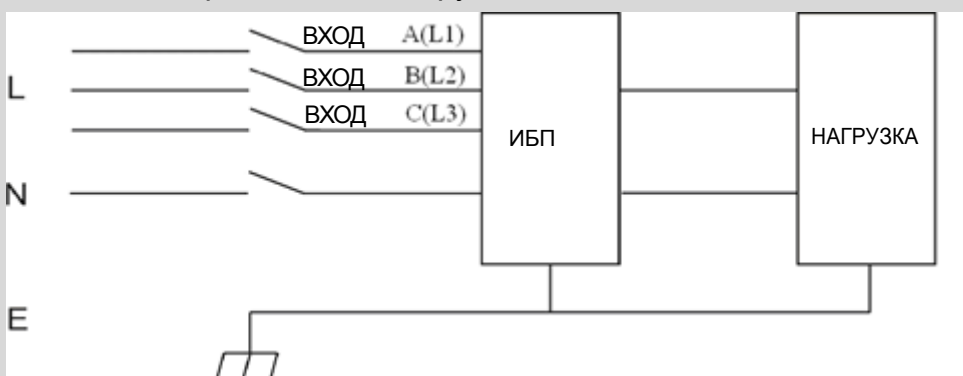 ВХОД A(L1)
L ВХОД B(L2)
ВХОД C(L3)
ИБП НАГРУЗКА
N
E